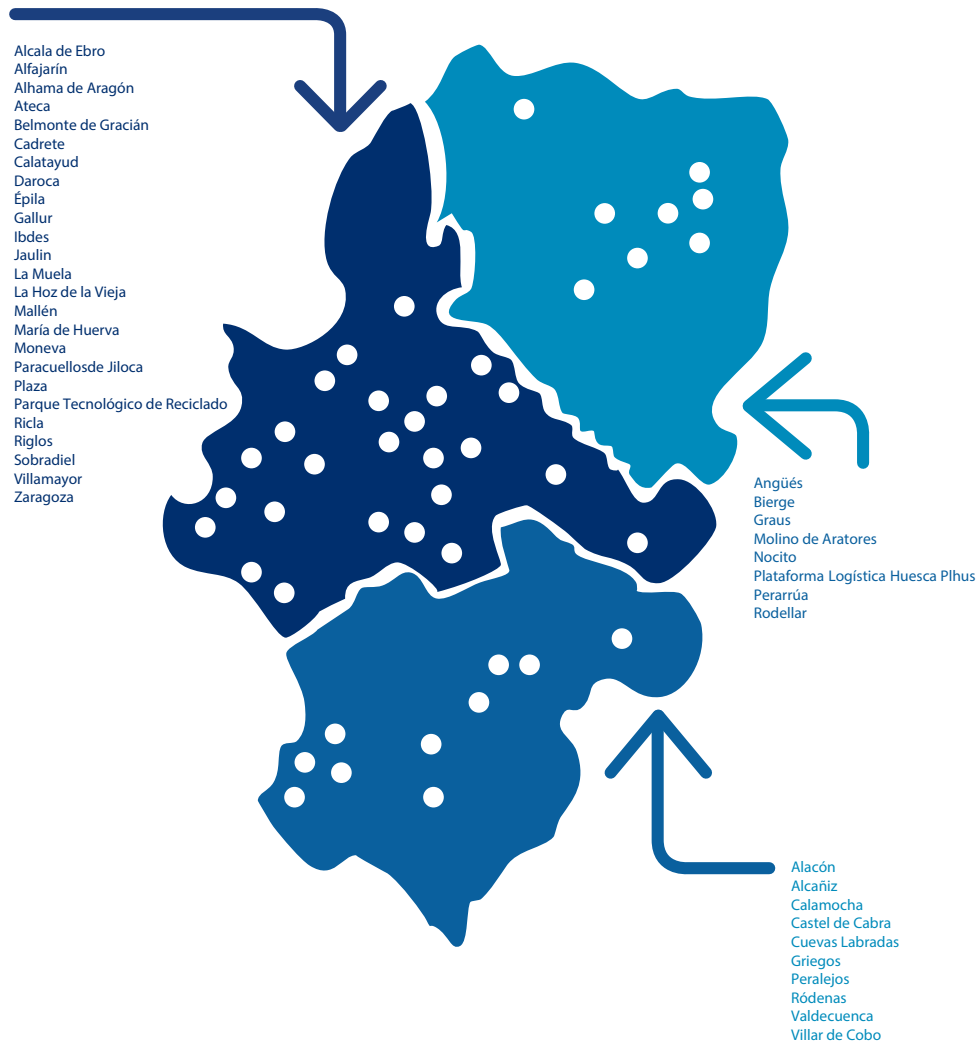 Alcala de Ebro
Alfajarín
Alhama de Aragón
Ateca
Belmonte de Gracián
Cadrete
Calatayud
Daroca
Épila
Gallur
Ibdes
Jaulin
La Muela
La Hoz de la Vieja
Mallén
María de Huerva
Moneva
Paracuellosde Jiloca
Plaza
Parque Tecnológico de Reciclado
Ricla
Riglos
Sobradiel
Villamayor
Zaragoza
Angüés
Bierge
Graus
Molino de Aratores
Nocito
Plataforma Logística Huesca Plhus
Perarrúa
Rodellar
Alacón
Alcañiz
Calamocha
Castel de Cabra
Cuevas Labradas
Griegos
Peralejos
Ródenas
Valdecuenca
Villar de Cobo